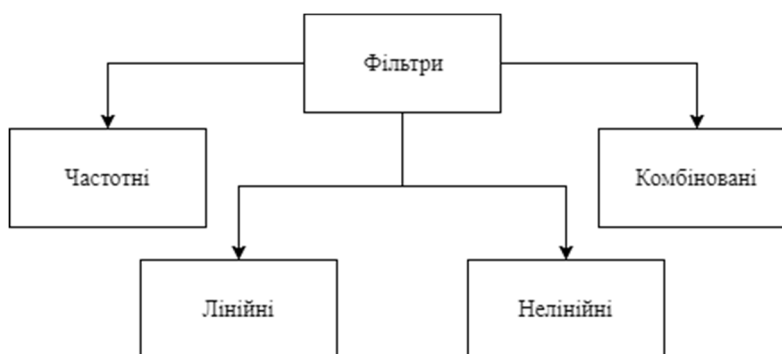 Фільтри
Частотні
Комбіновані
Лінійні
Нелінійні